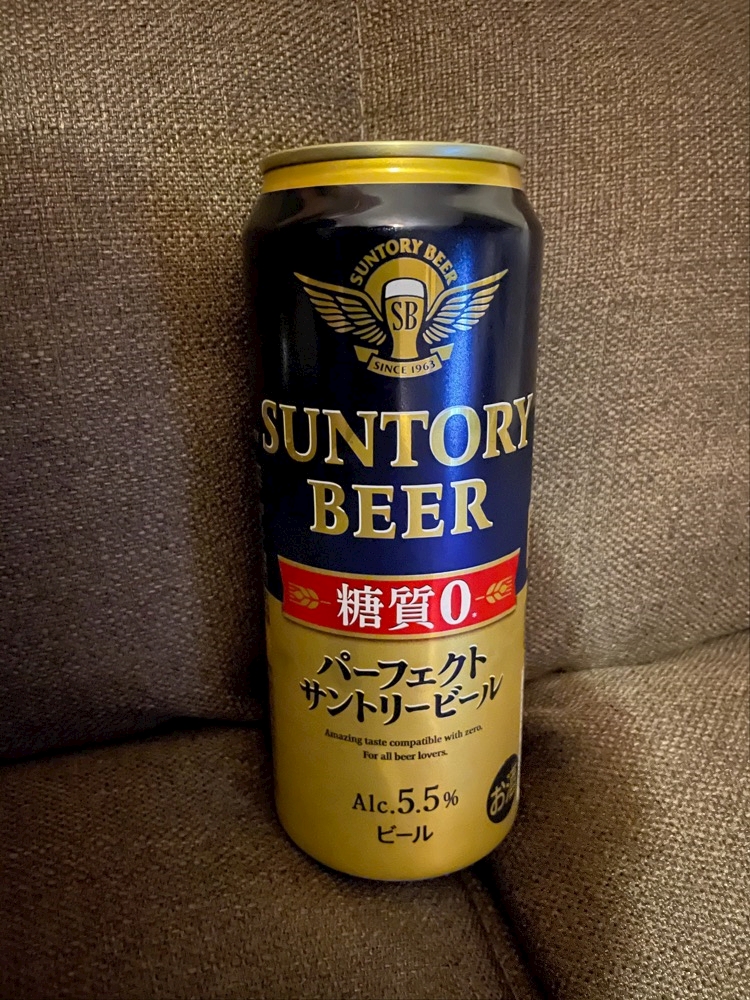 SUNTORY BEER
SB
SINCE 1963
SUNTORY
BEER
糖質0
パーフェクト
サントリービール
Amazing taste compatible with zero.
For all beer lovers.
Alc.5.5%
お酒
ビール